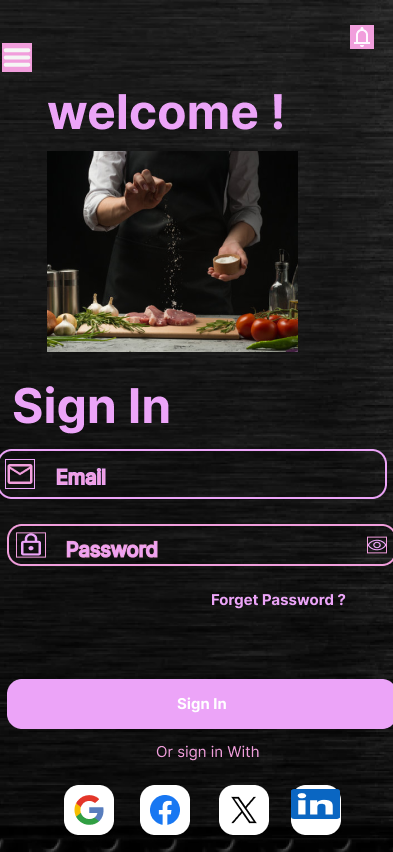 welcome !
Sign In
Email
Password
Forget Password ?
Sign In
Or sign in With
in